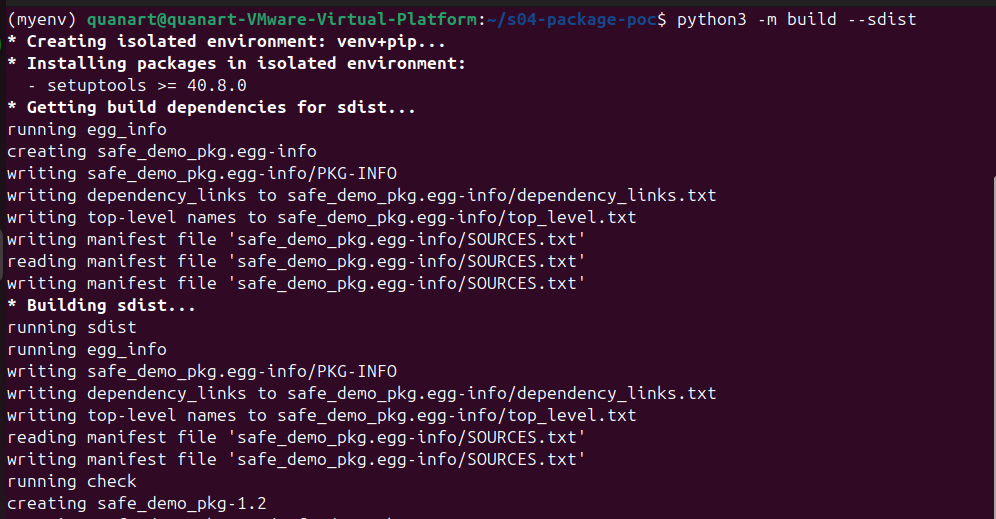 (myenv) quanart@quanart-VMware-Virtual-Platform:~/s04-package-poc$ python3 -m build --sdist
* Creating isolated environment: venv+pip...
* Installing packages in isolated environment:
  - setuptools >= 40.8.0
* Getting build dependencies for sdist...
running egg_info
creating safe_demo_pkg.egg-info
writing safe_demo_pkg.egg-info/PKG-INFO
writing dependency_links to safe_demo_pkg.egg-info/dependency_links.txt
writing top-level names to safe_demo_pkg.egg-info/top_level.txt
writing manifest file 'safe_demo_pkg.egg-info/SOURCES.txt'
reading manifest file 'safe_demo_pkg.egg-info/SOURCES.txt'
writing manifest file 'safe_demo_pkg.egg-info/SOURCES.txt'
* Building sdist...
running sdist
running egg_info
writing safe_demo_pkg.egg-info/PKG-INFO
writing dependency_links to safe_demo_pkg.egg-info/dependency_links.txt
writing top-level names to safe_demo_pkg.egg-info/top_level.txt
reading manifest file 'safe_demo_pkg.egg-info/SOURCES.txt'
writing manifest file 'safe_demo_pkg.egg-info/SOURCES.txt'
running check
creating safe_demo_pkg-1.2